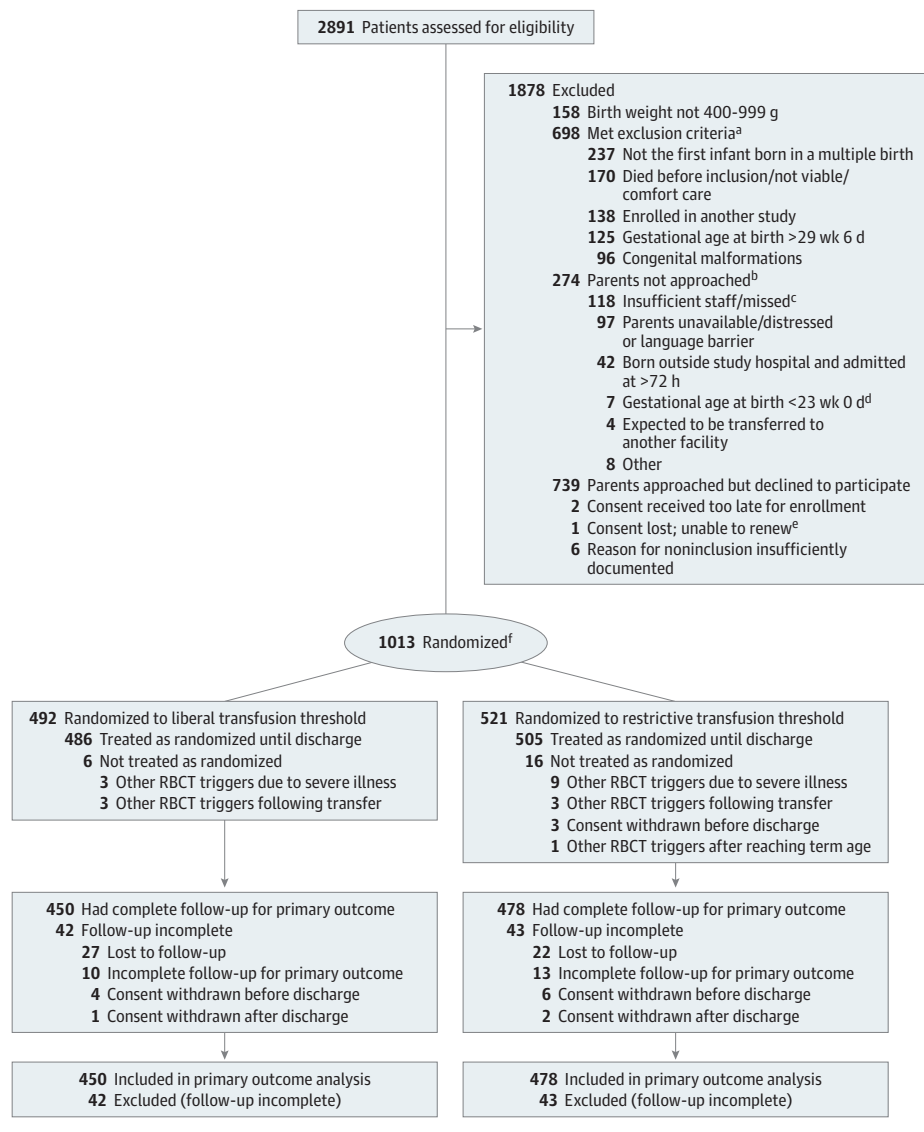 2891 Patients assessed for eligibility
1878 Excluded
158 Birth weight not 400-999 g
698 Met exclusion criteriaᵃ
237 Not the first infant born in a multiple birth
170 Died before inclusion/not viable/
comfort care
138 Enrolled in another study
125 Gestational age at birth >29 wk 6 d
96 Congenital malformations
274 Parents not approachedᵇ
118 Insufficient staff/missedᶜ
97 Parents unavailable/distressed
or language barrier
42 Born outside study hospital and admitted
at >72 h
7 Gestational age at birth <23 wk 0 dᵈ
4 Expected to be transferred to
another facility
8 Other
739 Parents approached but declined to participate
2 Consent received too late for enrollment
1 Consent lost; unable to renewᵉ
6 Reason for noninclusion insufficiently
documented
1013 Randomizedᶠ
492 Randomized to liberal transfusion threshold
486 Treated as randomized until discharge
6 Not treated as randomized
3 Other RBCT triggers due to severe illness
3 Other RBCT triggers following transfer
521 Randomized to restrictive transfusion threshold
505 Treated as randomized until discharge
16 Not treated as randomized
9 Other RBCT triggers due to severe illness
3 Other RBCT triggers following transfer
3 Consent withdrawn before discharge
1 Other RBCT triggers after reaching term age
450 Had complete follow-up for primary outcome
42 Follow-up incomplete
27 Lost to follow-up
10 Incomplete follow-up for primary outcome
4 Consent withdrawn before discharge
1 Consent withdrawn after discharge
478 Had complete follow-up for primary outcome
43 Follow-up incomplete
22 Lost to follow-up
13 Incomplete follow-up for primary outcome
6 Consent withdrawn before discharge
2 Consent withdrawn after discharge
450 Included in primary outcome analysis
42 Excluded (follow-up incomplete)
478 Included in primary outcome analysis
43 Excluded (follow-up incomplete)